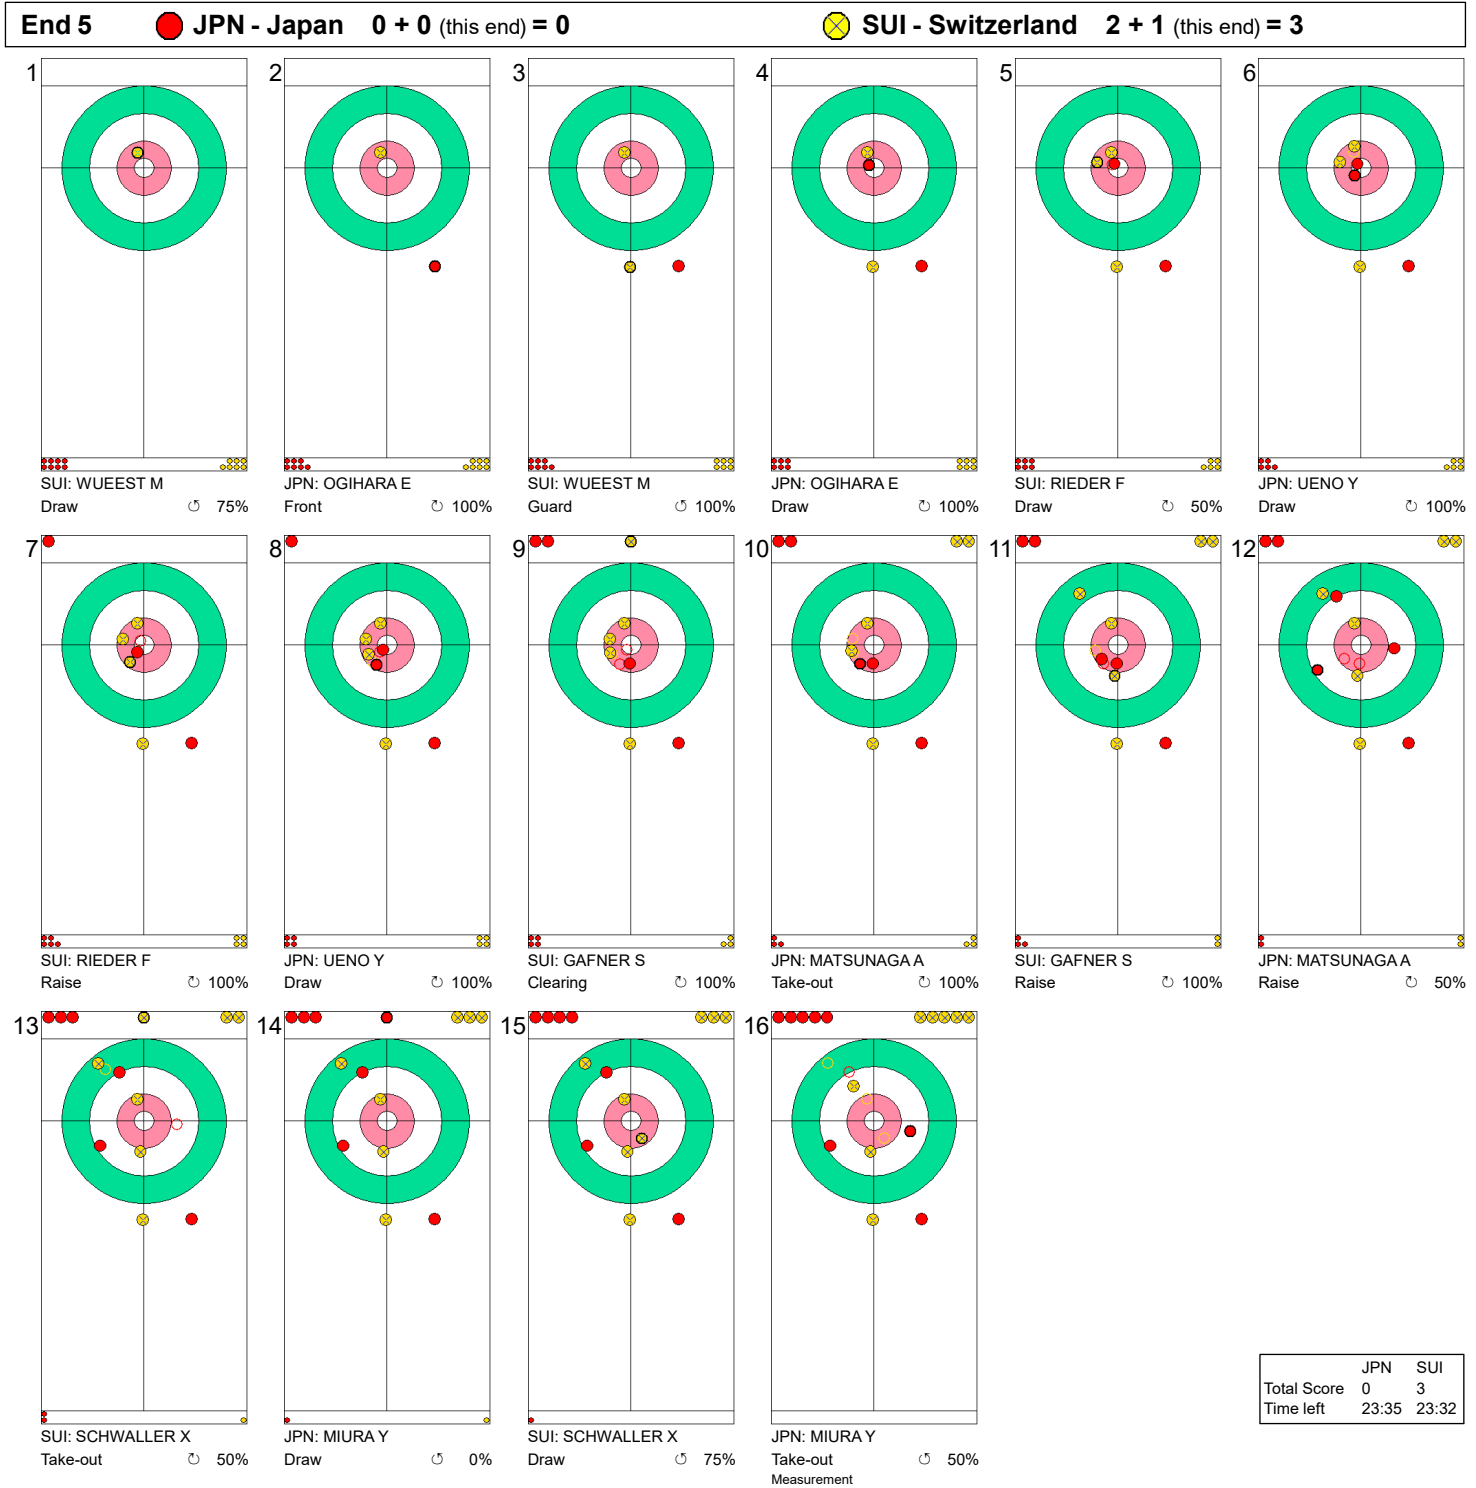 End 5 JPN - Japan 0 + 0 (this end) = 0 SUI - Switzerland 2 + 1 (this end) = 3
1 2 3 4 5 6
SUI: WUEEST M JPN: OGIHARA E SUI: WUEEST M JPN: OGIHARA E SUI: RIEDER F JPN: UENO Y
Draw ↺ 75% Front ↻ 100% Guard ↺ 100% Draw ↻ 100% Draw ↻ 50% Draw ↻ 100%
7 8 9 10 11 12
SUI: RIEDER F JPN: UENO Y SUI: GAFNER S JPN: MATSUNAGA A SUI: GAFNER S JPN: MATSUNAGA A
Raise ↻ 100% Draw ↻ 100% Clearing ↻ 100% Take-out ↻ 100% Raise ↺ 100% Raise ↻ 50%
13 14 15 16
JPN SUI
Total Score 0 3
Time left 23:35 23:32
SUI: SCHWALLER X JPN: MIURA Y SUI: SCHWALLER X JPN: MIURA Y
Take-out ↻ 50% Draw ↺ 0% Draw ↺ 75% Take-out ↻ 50%
Measurement